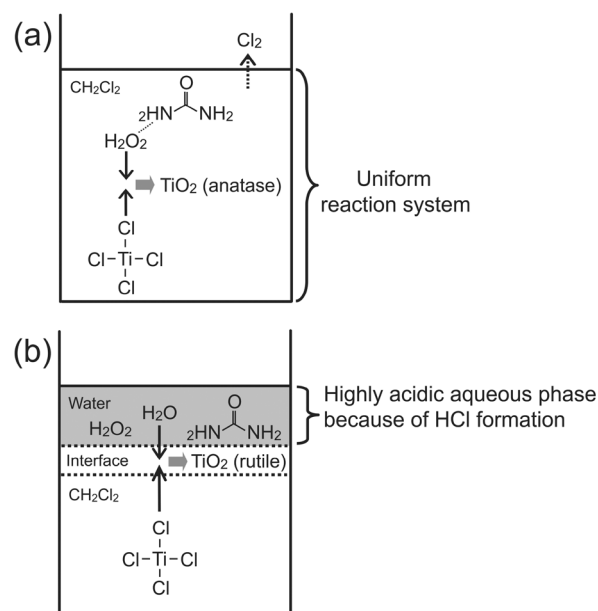 (a)
Cl2
CH2Cl2
O
2HN NH2
H2O2
TiO2 (anatase)
Cl
Cl–Ti–Cl
Cl
Uniform
reaction system
(b)
Water
H2O2
H2O
O
2HN NH2
Highly acidic aqueous phase
because of HCl formation
Interface
TiO2 (rutile)
CH2Cl2
Cl
Cl–Ti–Cl
Cl